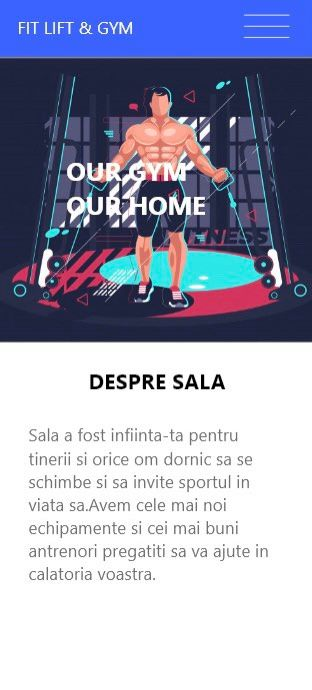 FIT LIFT & GYM
OUR GYM
OUR HOME
FITNESS
DESPRE SALA
Sala a fost infiinta-ta pentru
tinerii si orice om dornic sa se
schimbe si sa invite sportul in
viata sa.Avem cele mai noi
echipamente si cei mai buni
antrenori pregatiti sa va ajute in
calatoria voastra.